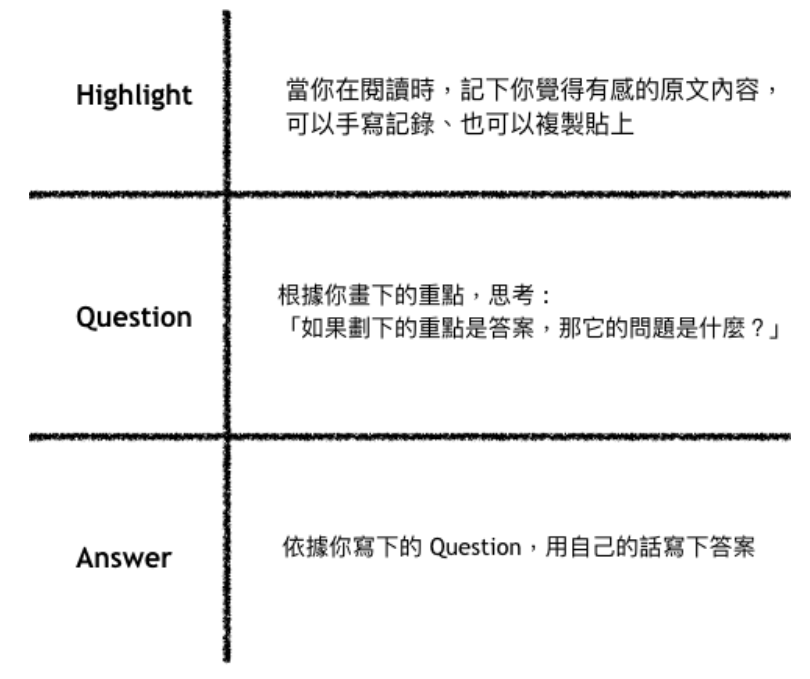 Highlight
當你在閱讀時，記下你覺得有感的原文內容，
可以手寫記錄、也可以複製貼上
Question
根據你畫下的重點，思考：
「如果劃下的重點是答案，那它的問題是什麼？」
Answer
依據你寫下的 Question，用自己的話寫下答案